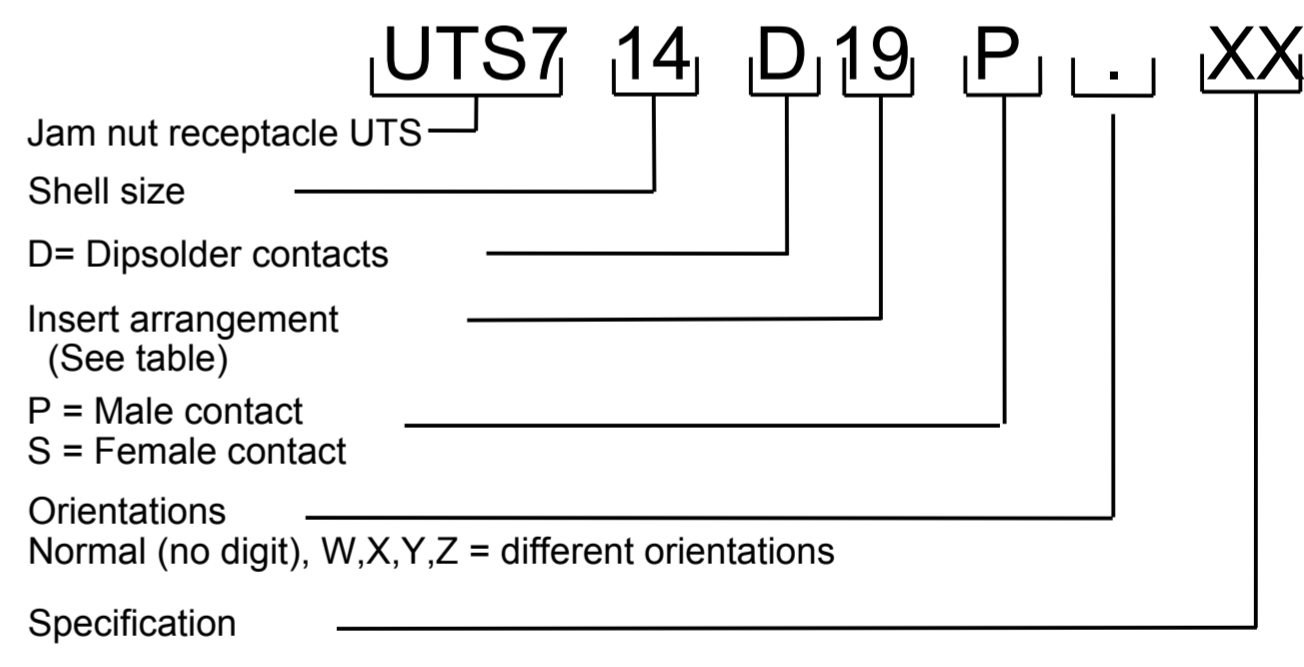 UTS7 14 D 19 P . XX
Jam nut receptacle UTS
Shell size
D= Dipsolder contacts
Insert arrangement
(See table)
P = Male contact
S = Female contact
Orientations
Normal (no digit), W,X,Y,Z = different orientations
Specification